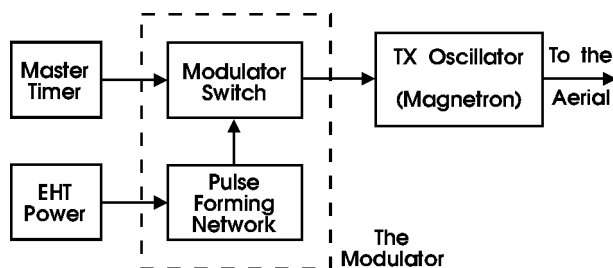 Master
Timer
Modulator
Switch
TX Oscillator
(Magnetron)
To the
Aerial
EHT
Power
Pulse
Forming
Network
The
Modulator